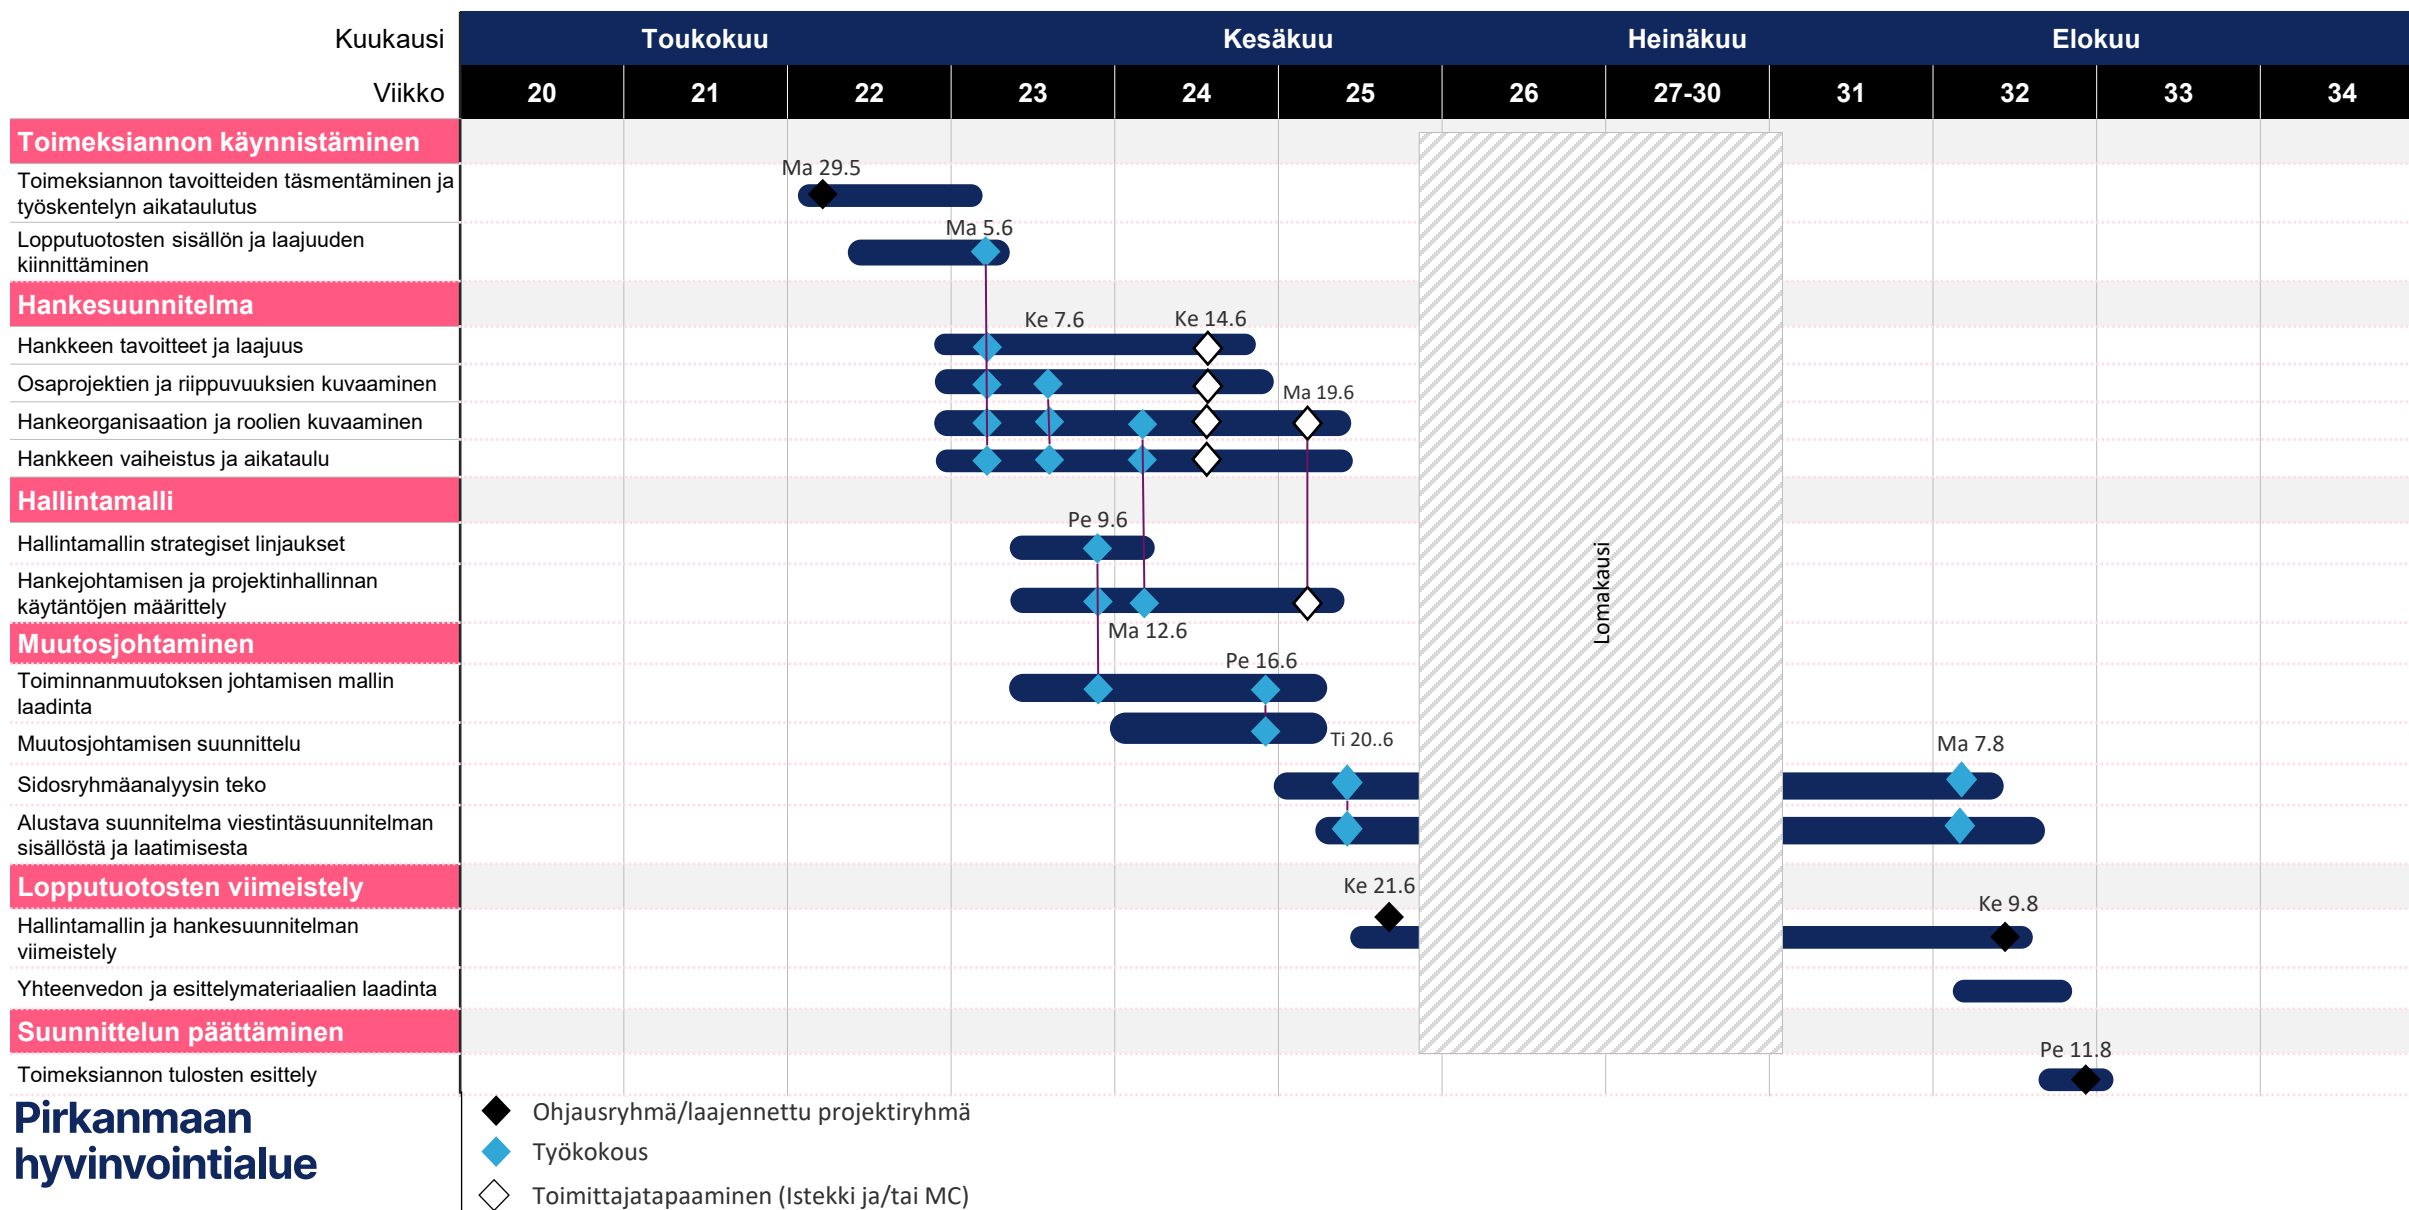 Kuukausi Toukokuu Kesäkuu Heinäkuu Elokuu
Viikko 20 21 22 23 24 25 26 27-30 31 32 33 34
Toimeksiannon käynnistäminen
Ma 29.5
Toimeksiannon tavoitteiden täsmentäminen ja
työskentelyn aikataulutus
Ma 5.6
Lopputuotosten sisällön ja laajuuden
kiinnittäminen
Hankesuunnitelma
Ke 7.6 Ke 14.6
Hankkeen tavoitteet ja laajuus
Osaprojektien ja riippuvuuksien kuvaaminen
Ma 19.6
Hankeorganisaation ja roolien kuvaaminen
Hankkeen vaiheistus ja aikataulu
Hallintamalli
Pe 9.6
Hallintamallin strategiset linjaukset
Hankejohtamisen ja projektinhallinnan
käytäntöjen määrittely
Lomakausi
Ma 12.6
Muutosjohtaminen
Pe 16.6
Toiminnanmuutoksen johtamisen mallin
laadinta
Muutosjohtamisen suunnittelu
Ti 20..6
Ma 7.8
Sidosryhmäanalyysin teko
Alustava suunnitelma viestintäsuunnitelman
sisällöstä ja laatimisesta
Lopputuotosten viimeistely
Ke 21.6
Ke 9.8
Hallintamallin ja hankesuunnitelman
viimeistely
Yhteenvedon ja esittelymateriaalien laadinta
Suunnittelun päättäminen
Pe 11.8
Toimeksiannon tulosten esittely
Pirkanmaan
hyvinvointialue
Ohjausryhmä/laajennettu projektiryhmä
Työkokous
Toimittajatapaaminen (Istekki ja/tai MC)